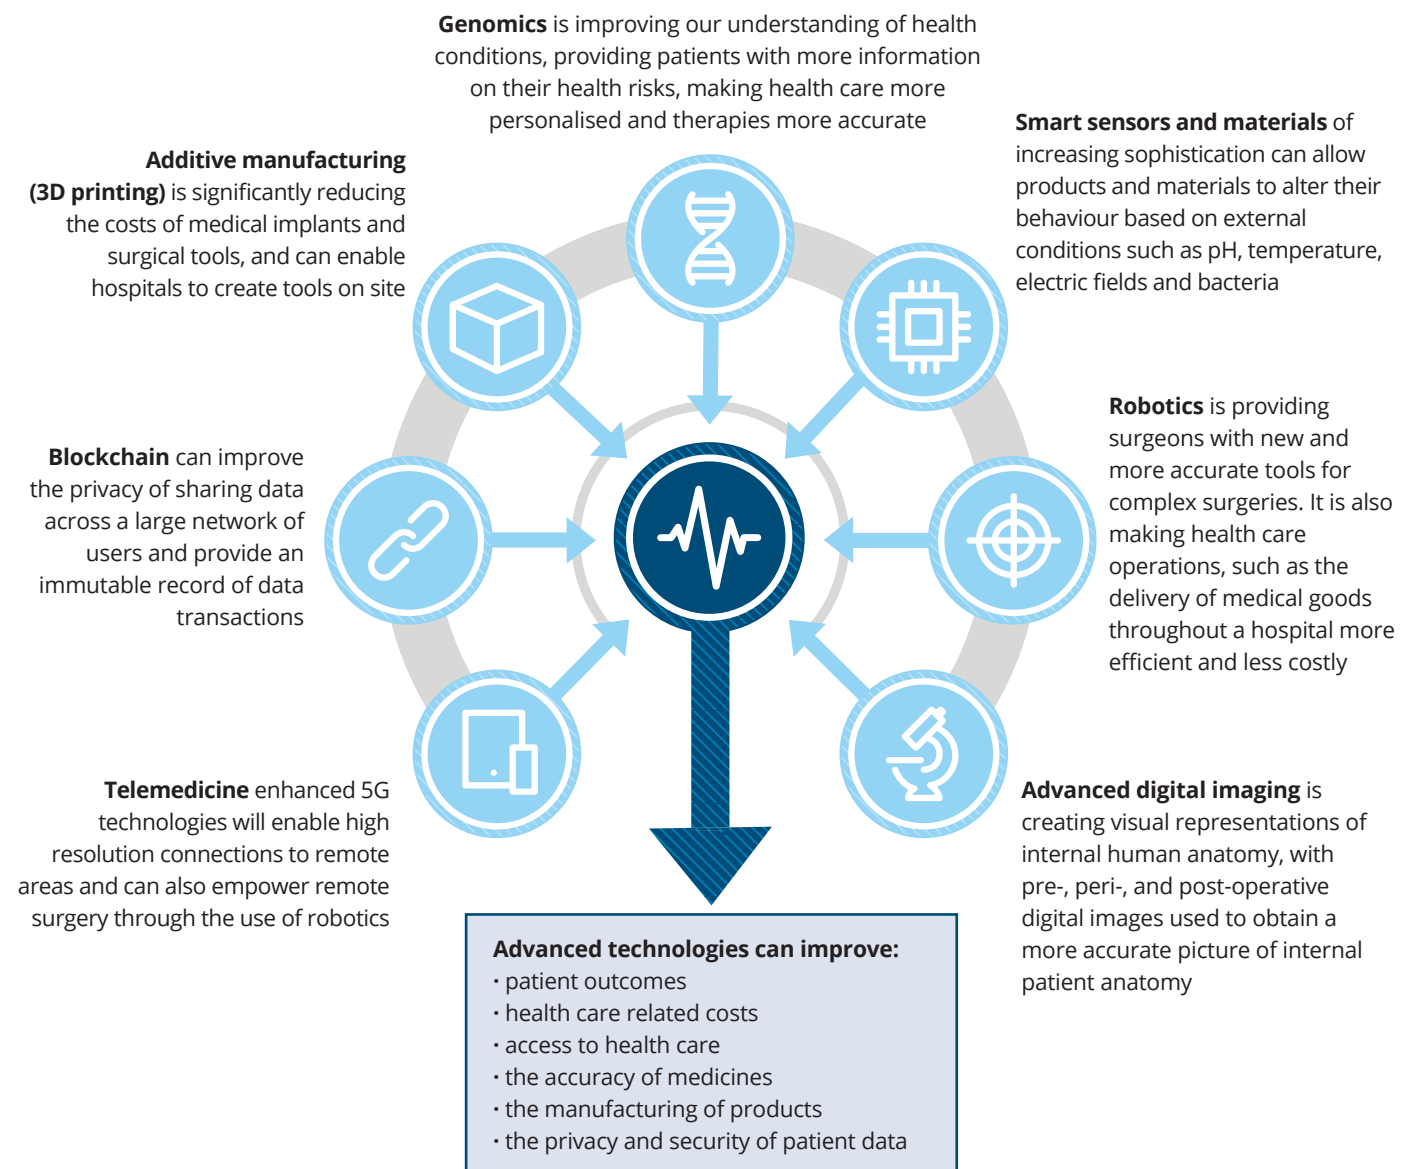 Genomics is improving our understanding of health
conditions, providing patients with more information
on their health risks, making health care more
personalised and therapies more accurate
Smart sensors and materials of
increasing sophistication can allow
products and materials to alter their
behaviour based on external
conditions such as pH, temperature,
electric fields and bacteria
Additive manufacturing
(3D printing) is significantly reducing
the costs of medical implants and
surgical tools, and can enable
hospitals to create tools on site
Robotics is providing
surgeons with new and
more accurate tools for
complex surgeries. It is also
making health care
operations, such as the
delivery of medical goods
throughout a hospital more
efficient and less costly
Blockchain can improve
the privacy of sharing data
across a large network of
users and provide an
immutable record of data
transactions
Telemedicine enhanced 5G
technologies will enable high
resolution connections to remote
areas and can also empower remote
surgery through the use of robotics
Advanced digital imaging is
creating visual representations of
internal human anatomy, with
pre-, peri-, and post-operative
digital images used to obtain a
more accurate picture of internal
patient anatomy
Advanced technologies can improve:
· patient outcomes
· health care related costs
· access to health care
· the accuracy of medicines
· the manufacturing of products
· the privacy and security of patient data